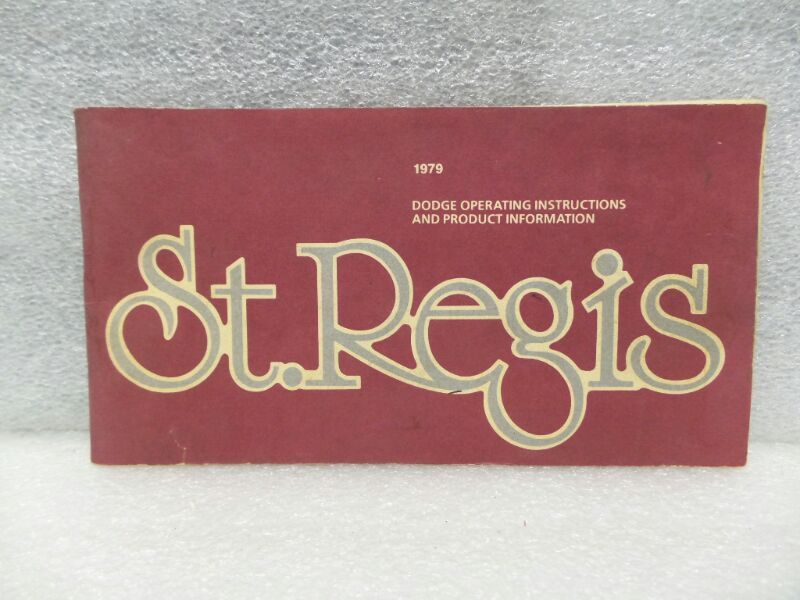 1979
DODGE OPERATING INSTRUCTIONS
AND PRODUCT INFORMATION
St. Regis